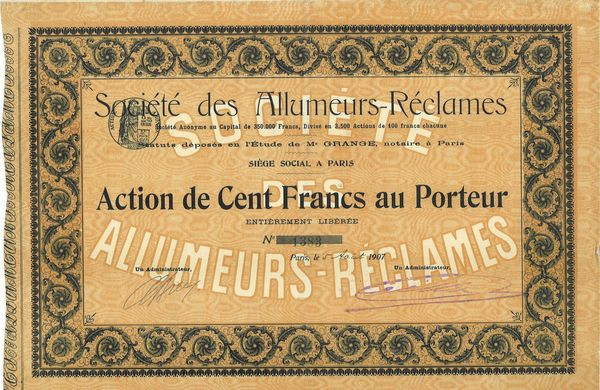 Société des Allumeurs-Réclames
Société Anonyme au Capital de 350.000 Francs, Divisé en 3.500 Actions de 100 francs chacune
Statuts déposés en l'Étude de Me GRANGE, notaire à Paris
SIÈGE SOCIAL A PARIS
Action de Cent Francs au Porteur
ENTIÈREMENT LIBÉRÉE
No 1383
Paris, le 5 Août 1907
Un Administrateur,
Un Administrateur,
SOCIÉTÉ
DES
ALLUMEURS-RÉCLAMES